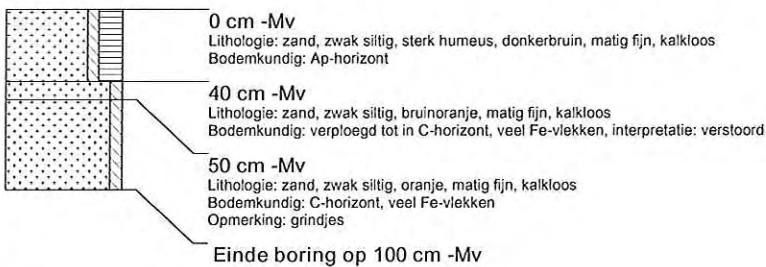 0 cm -Mv
Lithologie: zand, zwak siltig, sterk humeus, donkerbruin, matig fijn, kalkloos
Bodemkundig: Ap-horizont
40 cm -Mv
Lithologie: zand, zwak siltig, bruinoranje, matig fijn, kalkloos
Bodemkundig: verploegd tot in C-horizont, veel Fe-vlekken, interpretatie: verstoord
50 cm -Mv
Lithologie: zand, zwak siltig, oranje, matig fijn, kalkloos
Bodemkundig: C-horizont, veel Fe-vlekken
Opmerking: grindjes
Einde boring op 100 cm -Mv